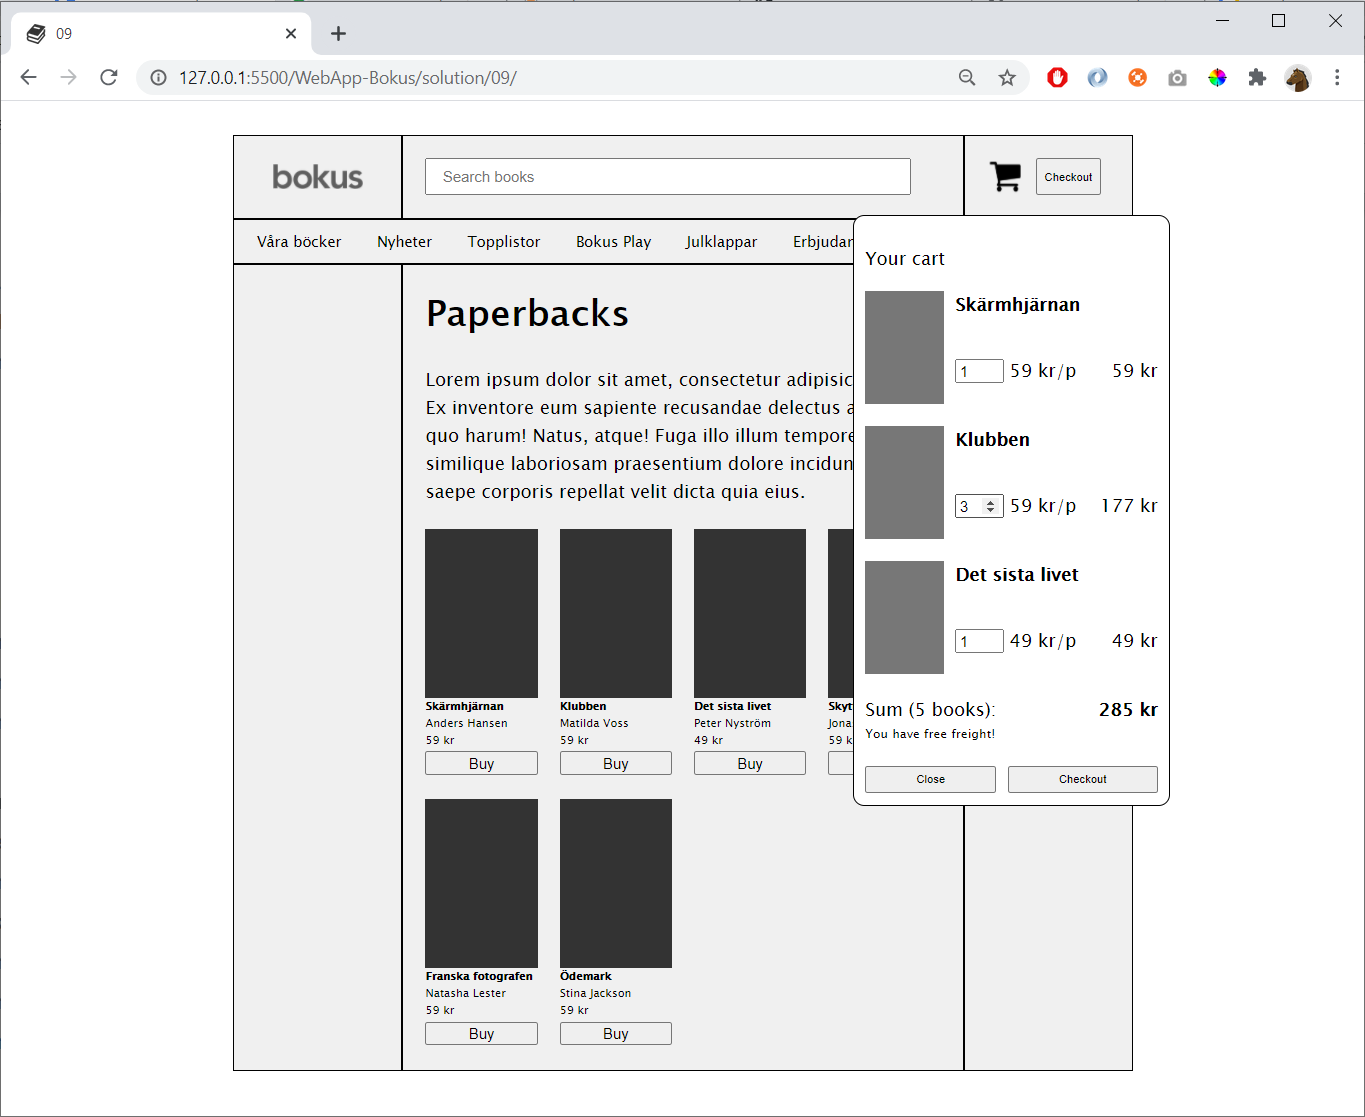 09
127.0.0.1:5500/WebApp-Bokus/solution/09/
bokus
Search books
Checkout
Våra böcker Nyheter Topplistor Bokus Play Julklappar Erbjudan
Paperbacks
Lorem ipsum dolor sit amet, consectetur adipisic
Ex inventore eum sapiente recusandae delectus a
quo harum! Natus, atque! Fuga illo illum tempore
similique laboriosam praesentium dolore incidun
saepe corporis repellat velit dicta quia eius.
Skärmhjärnan
Anders Hansen
59 kr
Buy
Klubben
Matilda Voss
59 kr
Buy
Det sista livet
Peter Nyström
49 kr
Buy
Skyt
Jona
59 k
Franska fotografen
Natasha Lester
59 kr
Buy
Ödemark
Stina Jackson
59 kr
Buy
Your cart
Skärmhjärnan
1 59 kr/p 59 kr
Klubben
3 59 kr/p 177 kr
Det sista livet
1 49 kr/p 49 kr
Sum (5 books): 285 kr
You have free freight!
Close Checkout